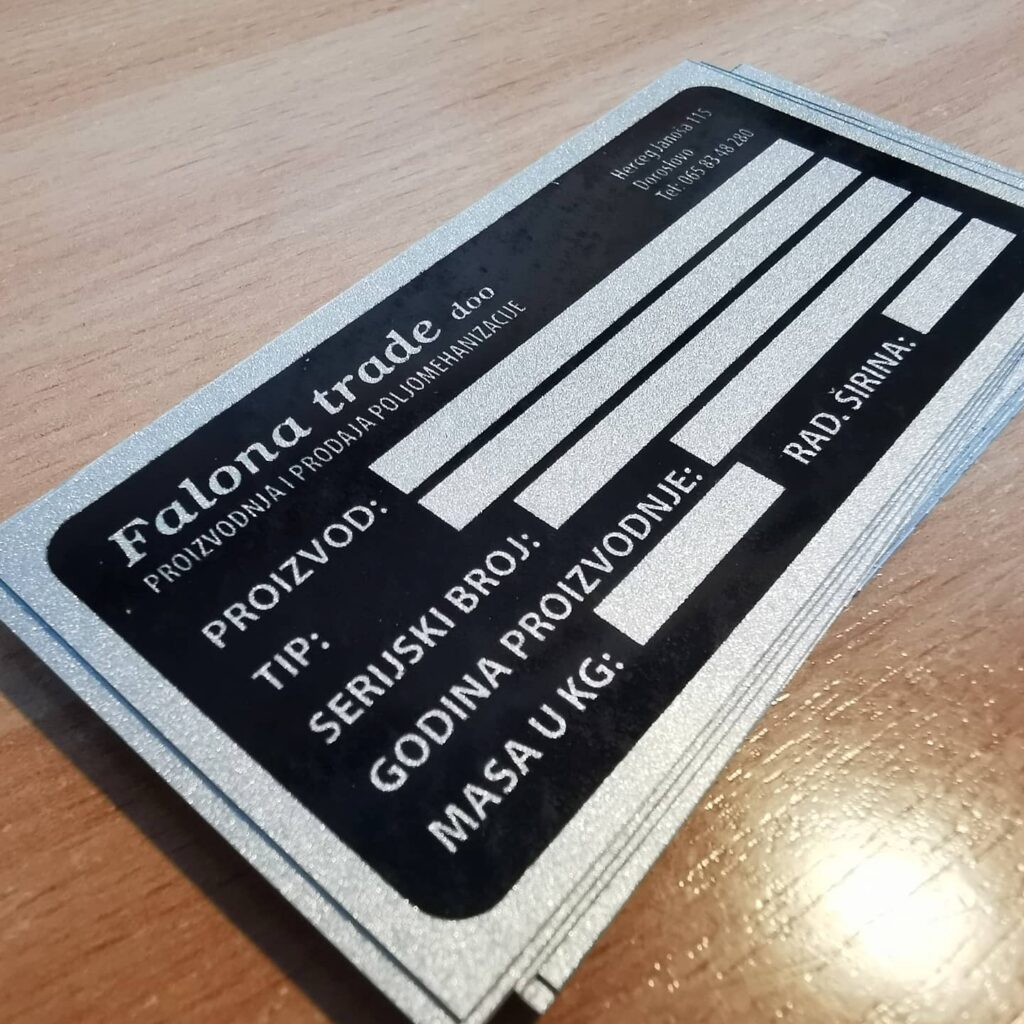 Falona trade doo
PROIZVODNJA I PRODAJA POLJOMEHANIZACIJE
Herceg Janoša 115
Doroslovo
Tel: 065 83 48 280
PROIZVOD:
TIP:
SERIJSKI BROJ:
GODINA PROIZVODNJE:
MASA U KG:
RAD. ŠIRINA: